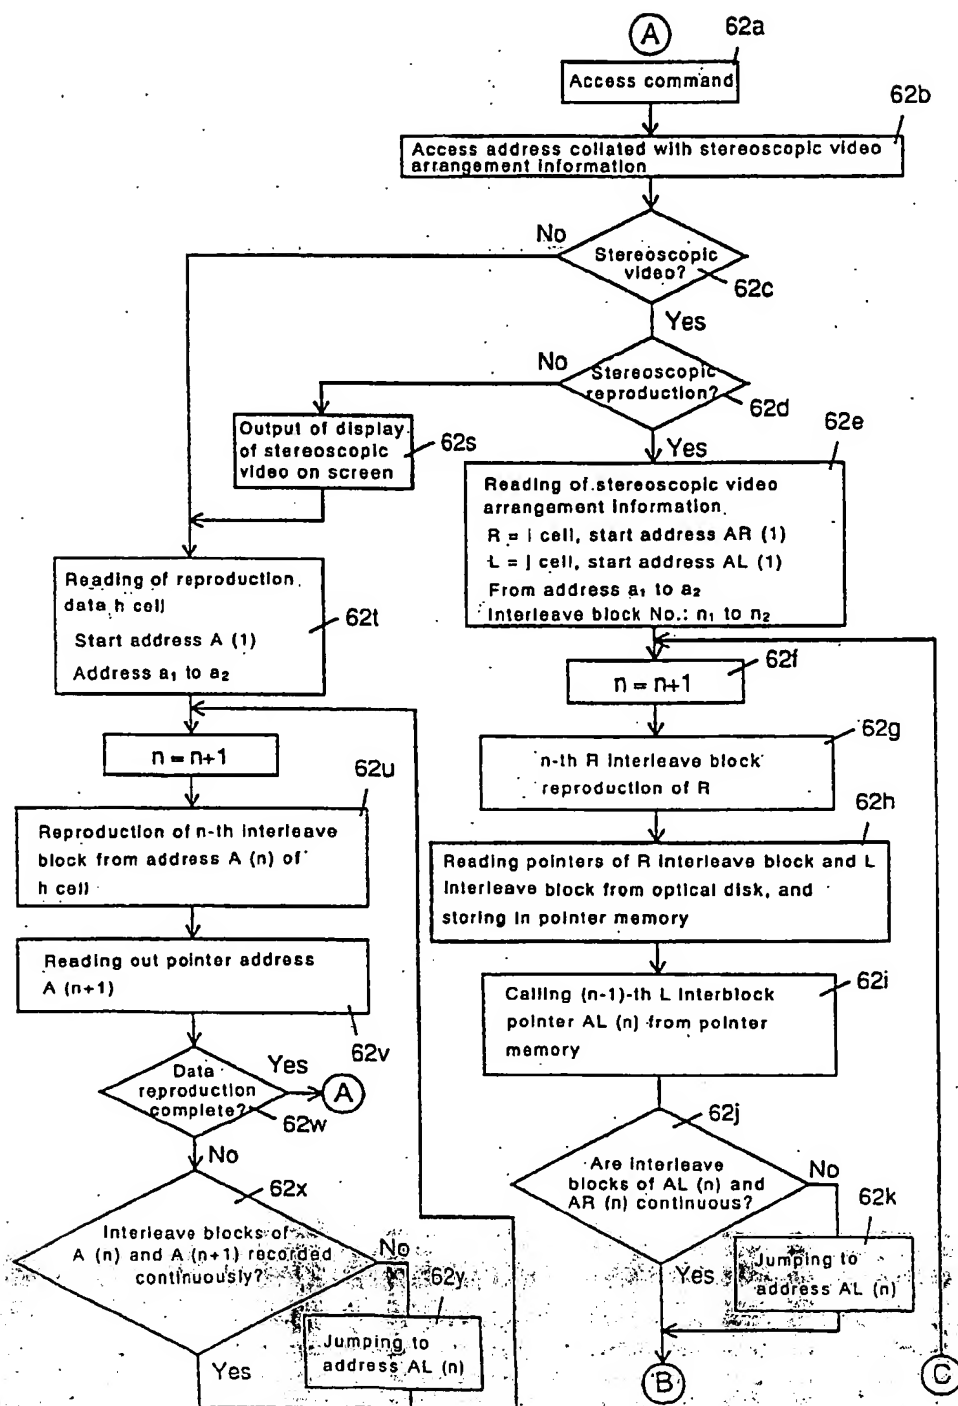 A
62a
Access command
62b
Access address collated with stereoscopic video
arrangement information
No
Stereoscopic
video?
62c
Yes
No
Stereoscopic
reproduction?
62d
Yes
Output of display
of stereoscopic
video on screen
62s
62e
Reading of stereoscopic video
arrangement information
R = i cell, start address AR (1)
L = j cell, start address AL (1)
From address a₁ to a₂
Interleave block No.: n₁ to n₂
Reading of reproduction
data h cell
Start address A (1)
Address a₁ to a₂
62t
62f
n = n+1
n = n+1
62g
n-th R interleave block
reproduction of R
62u
Reproduction of n-th interleave
block from address A (n) of
h cell
62h
Reading pointers of R interleave block and L
interleave block from optical disk, and
storing in pointer memory
Reading out pointer address
A (n+1)
62v
62i
Calling (n-1)-th L interblock
pointer AL (n) from pointer
memory
Data
reproduction
complete?
62w
Yes
A
No
62j
Are interleave
blocks of AL (n) and
AR (n) continuous?
No
62k
Jumping to
address AL (n)
Yes
62x
Interleave blocks of
A (n) and A (n+1) recorded
continuously?
No
62y
Jumping to
address AL (n)
Yes
B
C